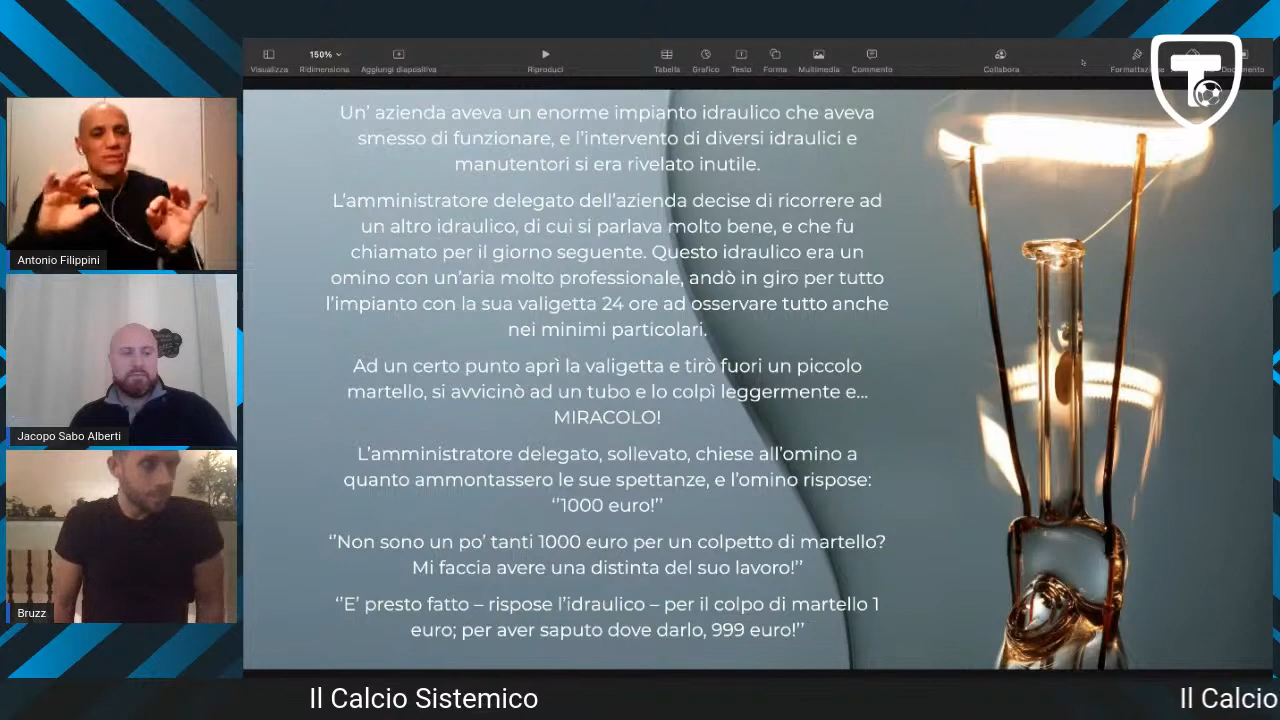 Visualizza
150%
Ridimensiona
Aggiungi diapositiva
Riproduci
Tabella
Grafico
Testo
Forma
Multimedia
Commento
Collabora
T
Antonio Filippini
Jacopo Sabo Alberti
Bruzz
Un' azienda aveva un enorme impianto idraulico che aveva
smesso di funzionare, e l'intervento di diversi idraulici e
manutentori si era rivelato inutile.
L'amministratore delegato dell'azienda decise di ricorrere ad
un altro idraulico, di cui si parlava molto bene, e che fu
chiamato per il giorno seguente. Questo idraulico era un
omino con un'aria molto professionale, andò in giro per tutto
l'impianto con la sua valigetta 24 ore ad osservare tutto anche
nei minimi particolari.
Ad un certo punto aprì la valigetta e tirò fuori un piccolo
martello, si avvicinò ad un tubo e lo colpì leggermente e...
MIRACOLO!
L'amministratore delegato, sollevato, chiese all'omino a
quanto ammontassero le sue spettanze, e l'omino rispose:
‘'1000 euro!''
‘'Non sono un po' tanti 1000 euro per un colpetto di martello?
Mi faccia avere una distinta del suo lavoro!''
‘'E' presto fatto – rispose l'idraulico – per il colpo di martello 1
euro; per aver saputo dove darlo, 999 euro!''
Il Calcio Sistemico
Il Calcio